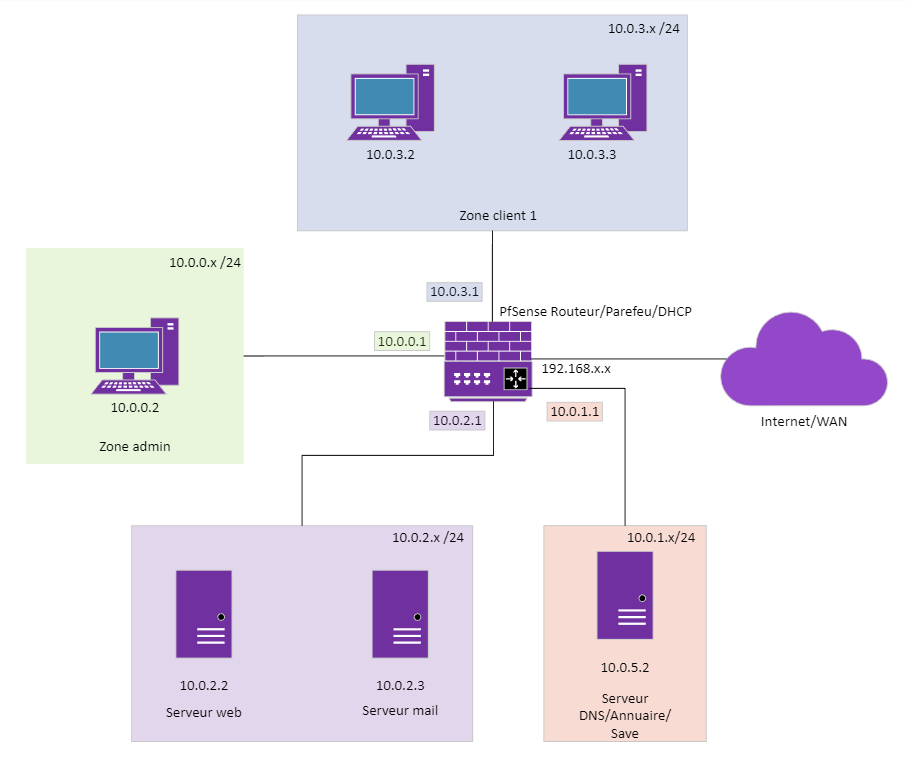 10.0.3.x /24
10.0.3.2
10.0.3.3
Zone client 1
10.0.0.x /24
10.0.3.1
PfSense Routeur/Parefeu/DHCP
10.0.0.1
192.168.x.x
10.0.0.2
10.0.2.1
10.0.1.1
Internet/WAN
Zone admin
10.0.2.x /24
10.0.1.x/24
10.0.2.2
10.0.2.3
Serveur web
Serveur mail
10.0.5.2
Serveur
DNS/Annuaire/
Save